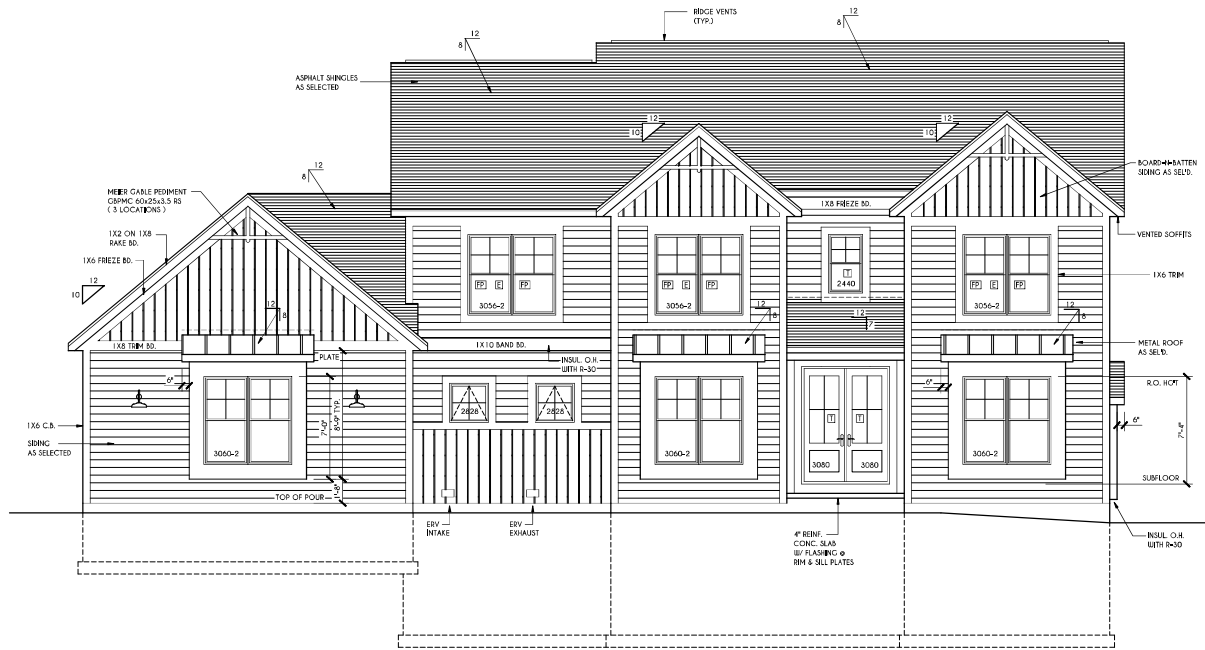 RIDGE VENTS
(TYP.)
12
8
12
8
ASPHALT SHINGLES
AS SELECTED
12
10
12
10
12
8
BOARD-N-BATTEN
SIDING AS SEL'D.
MEIER GABLE PEDIMENT
GBPMC 60x25x3.5 RS
( 3 LOCATIONS )
1X8 FRIEZE BD.
1X2 ON 1X8
RAKE BD.
VENTED SOFFITS
1X6 FRIEZE BD.
1X6 TRIM
12
10
FP E FP
3056-2
FP E FP
3056-2
T
2440
FP E FP
3056-2
12
8
12
8
12
7
12
8
1X8 TRIM BD.
PLATE
1X10 BAND BD.
INSUL. O.H.
WITH R-30
METAL ROOF
AS SEL'D.
6"
6"
R.O. HG'T
2828
2828
7'-0"
8'-9" TYP.
T
T
6"
7'-4"
1X6 C.B.
SIDING
AS SELECTED
3060-2
3060-2
3080
3080
3060-2
SUBFLOOR
1'-8"
TOP OF POUR
ERV
INTAKE
ERV
EXHAUST
4" REINF.
CONC. SLAB
W/ FLASHING @
RIM & SILL PLATES
INSUL. O.H.
WITH R-30